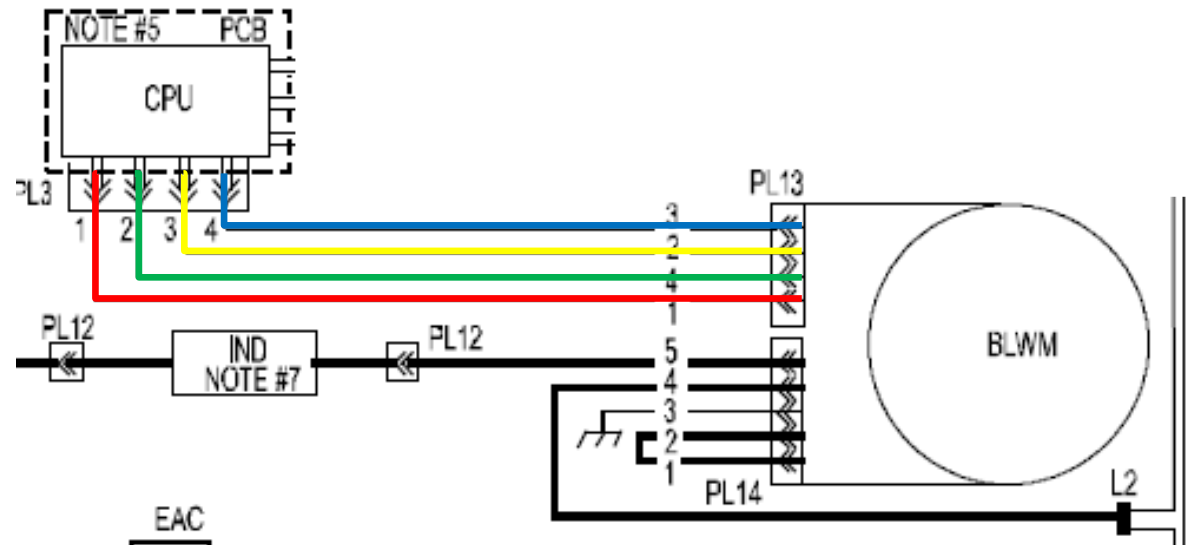 NOTE #5 PCB
CPU
PL3
1 2 3 4
PL13
3
2
4
1
PL12
IND
NOTE #7
PL12
5
4
3
2
1
BLWM
PL14
L2
EAC